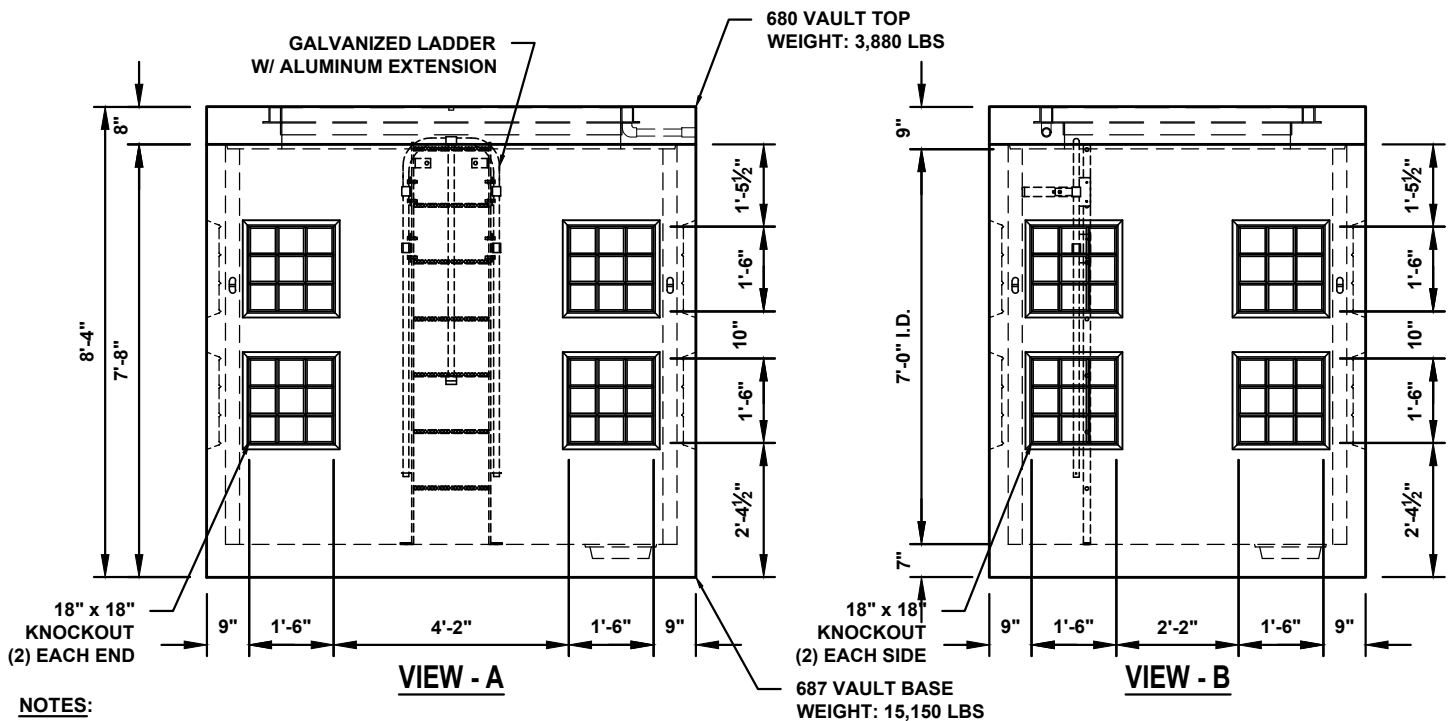 680 VAULT TOP
WEIGHT: 3,880 LBS
GALVANIZED LADDER
W/ ALUMINUM EXTENSION
8'-4"
8"
7'-8"
1'-5½"
1'-6"
10"
1'-6"
2'-4½"
9"
7'-0" I.D.
7"
1'-5½"
1'-6"
10"
1'-6"
2'-4½"
18" x 18"
KNOCKOUT
(2) EACH END
9"
1'-6"
4'-2"
1'-6"
9"
18" x 18"
KNOCKOUT
(2) EACH SIDE
9"
1'-6"
2'-2"
1'-6"
9"
VIEW - A
VIEW - B
687 VAULT BASE
WEIGHT: 15,150 LBS
NOTES: